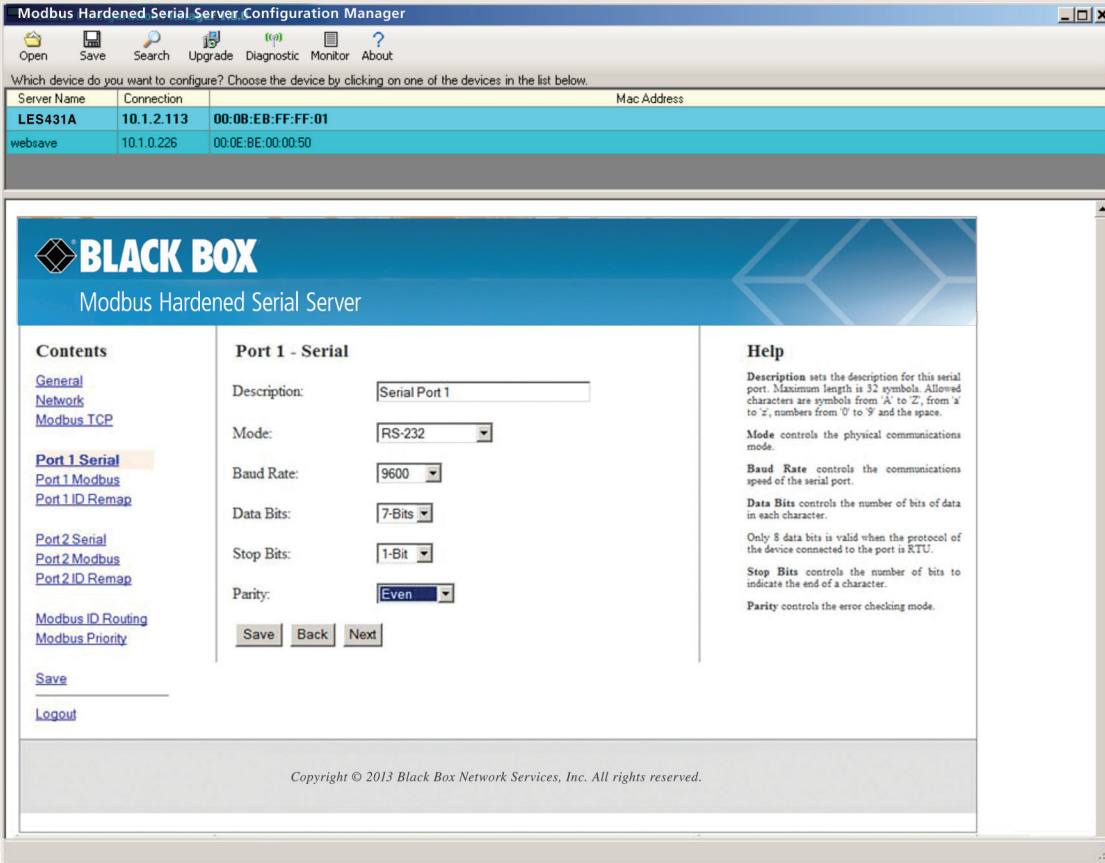 Modbus Hardened Serial Server Configuration Manager
Open Save Search Upgrade Diagnostic Monitor About
Which device do you want to configure? Choose the device by clicking on one of the devices in the list below.
Server Name Connection Mac Address
LES431A 10.1.2.113 00:0B:EB:FF:FF:01
websave 10.1.0.226 00:0E:BE:00:00:50
BLACK BOX
Modbus Hardened Serial Server
Contents
General
Network
Modbus TCP
Port 1 Serial
Port 1 Modbus
Port 1 ID Remap
Port 2 Serial
Port 2 Modbus
Port 2 ID Remap
Modbus ID Routing
Modbus Priority
Save
Logout
Port 1 - Serial
Description: Serial Port 1
Mode: RS-232
Baud Rate: 9600
Data Bits: 7-Bits
Stop Bits: 1-Bit
Parity: Even
Save Back Next
Help
Description sets the description for this serial
port. Maximum length is 32 symbols. Allowed
characters are symbols from 'A' to 'Z', from 'a'
to 'z', numbers from '0' to '9' and the space.
Mode controls the physical communications
mode.
Baud Rate controls the communications
speed of the serial port.
Data Bits controls the number of bits of data
in each character.
Only 8 data bits is valid when the protocol of
the device connected to the port is RTU.
Stop Bits controls the number of bits to
indicate the end of a character.
Parity controls the error checking mode.
Copyright © 2013 Black Box Network Services, Inc. All rights reserved.